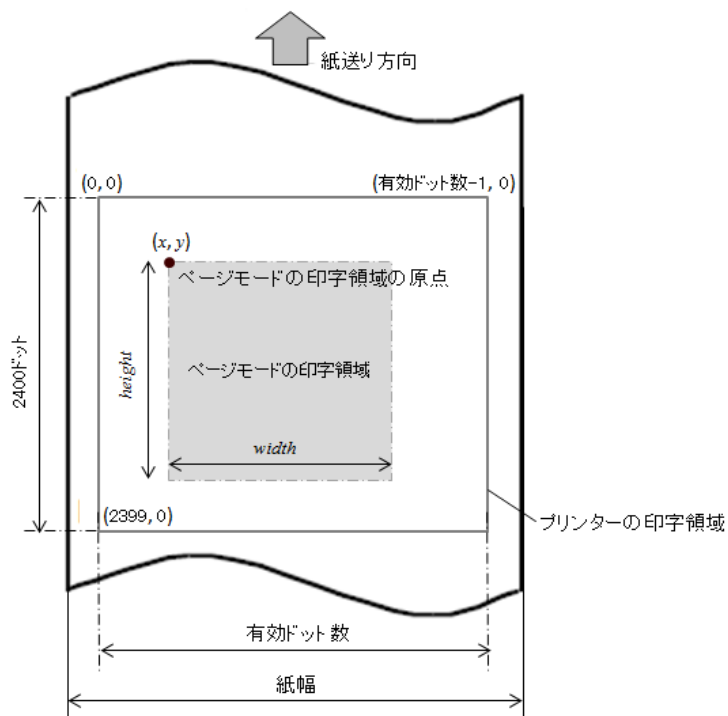 紙送り方向
(0, 0)
(有効ドット数-1, 0)
(x, y)
ページモードの印字領域の原点
2400ドット
height
ページモードの印字領域
width
(2399, 0)
プリンターの印字領域
有効ドット数
紙幅